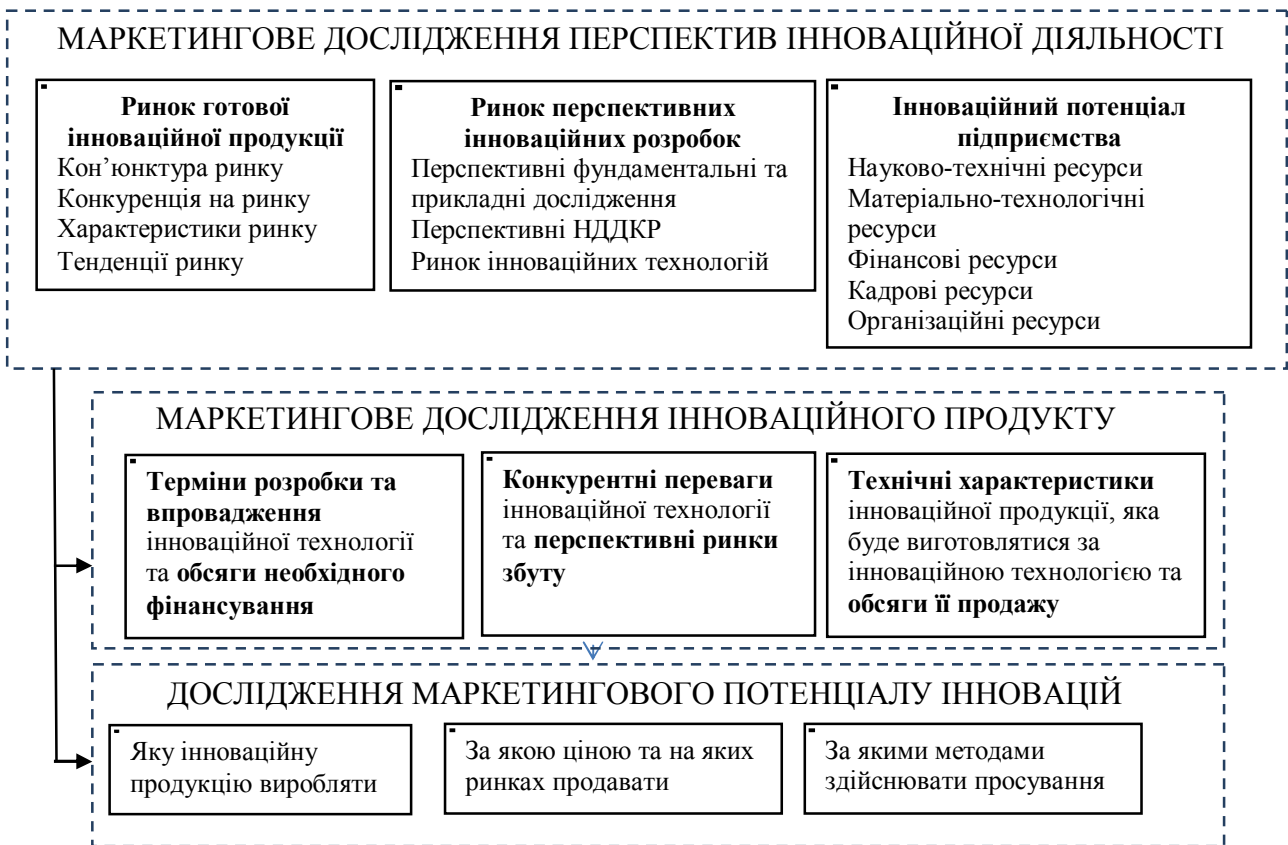 МАРКЕТИНГОВЕ ДОСЛІДЖЕННЯ ПЕРСПЕКТИВ ІННОВАЦІЙНОЇ ДІЯЛЬНОСТІ
Ринок готової
інноваційної продукції
Кон’юнктура ринку
Конкуренція на ринку
Характеристики ринку
Тенденції ринку
Ринок перспективних
інноваційних розробок
Перспективні фундаментальні та
прикладні дослідження
Перспективні НДДКР
Ринок інноваційних технологій
Інноваційний потенціал
підприємства
Науково-технічні ресурси
Матеріально-технологічні
ресурси
Фінансові ресурси
Кадрові ресурси
Організаційні ресурси
МАРКЕТИНГОВЕ ДОСЛІДЖЕННЯ ІННОВАЦІЙНОГО ПРОДУКТУ
Терміни розробки та
впровадження
інноваційної технології
та обсяги необхідного
фінансування
Конкурентні переваги
інноваційної технології
та перспективні ринки
збуту
Технічні характеристики
інноваційної продукції, яка
буде виготовлятися за
інноваційною технологією та
обсяги її продажу
ДОСЛІДЖЕННЯ МАРКЕТИНГОВОГО ПОТЕНЦІАЛУ ІННОВАЦІЙ
Яку інноваційну
продукцію виробляти
За якою ціною та на яких
ринках продавати
За якими методами
здійснювати просування